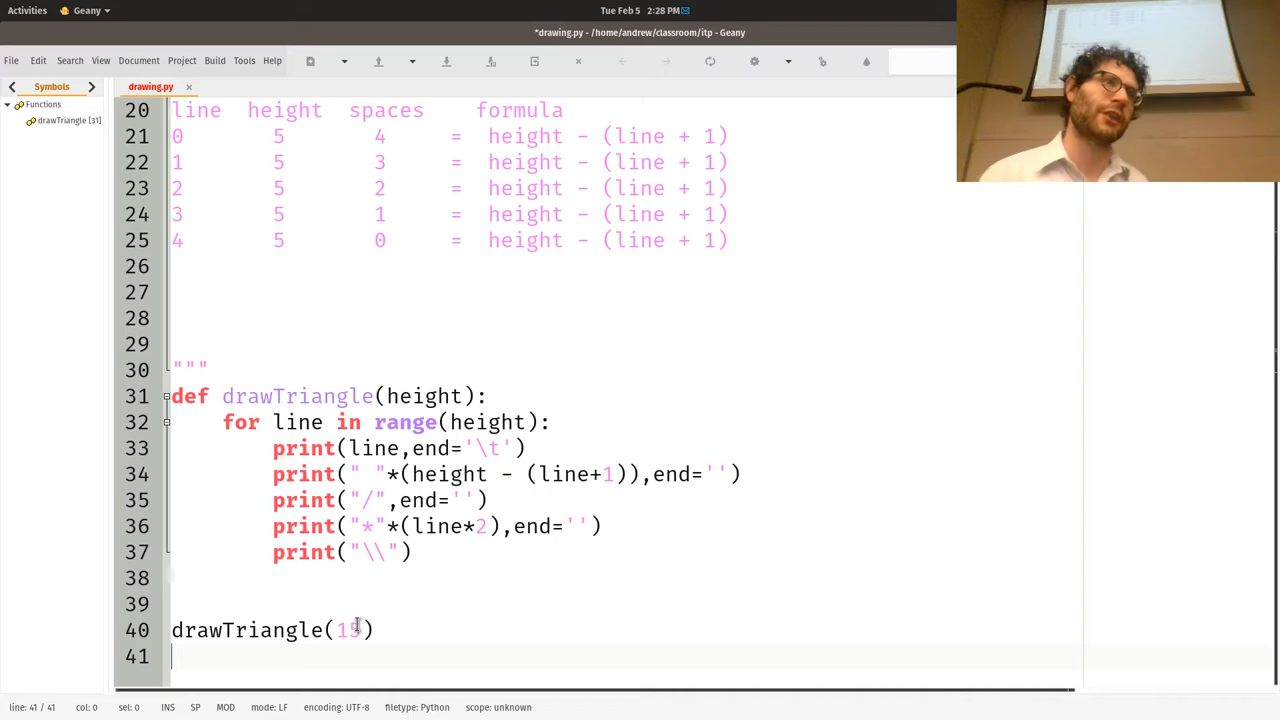 Activities Geany Tue Feb 5 2:28 PM
*drawing.py - /home/andrew/classroom/itp - Geany
File Edit Search View Document Project Build Tools Help
Symbols
drawing.py
Functions
drawTriangle [31]
20 line height spaces formula
21 0 5 4 = height - (line + 1)
22 1 5 3 = height - (line + 1)
23 2 5 2 = height - (line + 1)
24 3 5 1 = height - (line + 1)
25 4 5 0 = height - (line + 1)
26
27
28
29
30 """
31 def drawTriangle(height):
32 for line in range(height):
33 print(line,end='\t')
34 print(" "*(height - (line+1)),end='')
35 print("/",end='')
36 print("*"*(line*2),end='')
37 print("\\")
38
39
40 drawTriangle(15)
41
line: 41 / 41 col: 0 sel: 0 INS SP MOD mode: LF encoding: UTF-8 filetype: Python scope: unknown